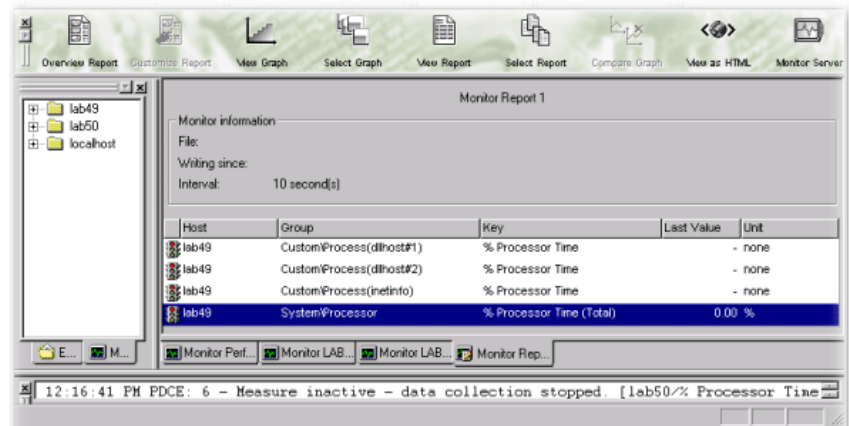 Overview Report Customize Report View Graph Select Graph View Report Select Report Compare Graph View as HTML Monitor Server
lab49
lab50
localhost
Monitor Report 1
Monitor information
File:
Writing since:
Interval: 10 second(s)
Host Group Key Last Value Unit
lab49 Custom\Process(dllhost#1) % Processor Time - none
lab49 Custom\Process(dllhost#2) % Processor Time - none
lab49 Custom\Process(inetinfo) % Processor Time - none
lab49 System\Processor % Processor Time (Total) 0.00 %
E... M... Monitor Perf... Monitor LAB... Monitor LAB... Monitor Rep...
12:16:41 PM PDCE: 6 - Measure inactive - data collection stopped. [lab50/% Processor Time